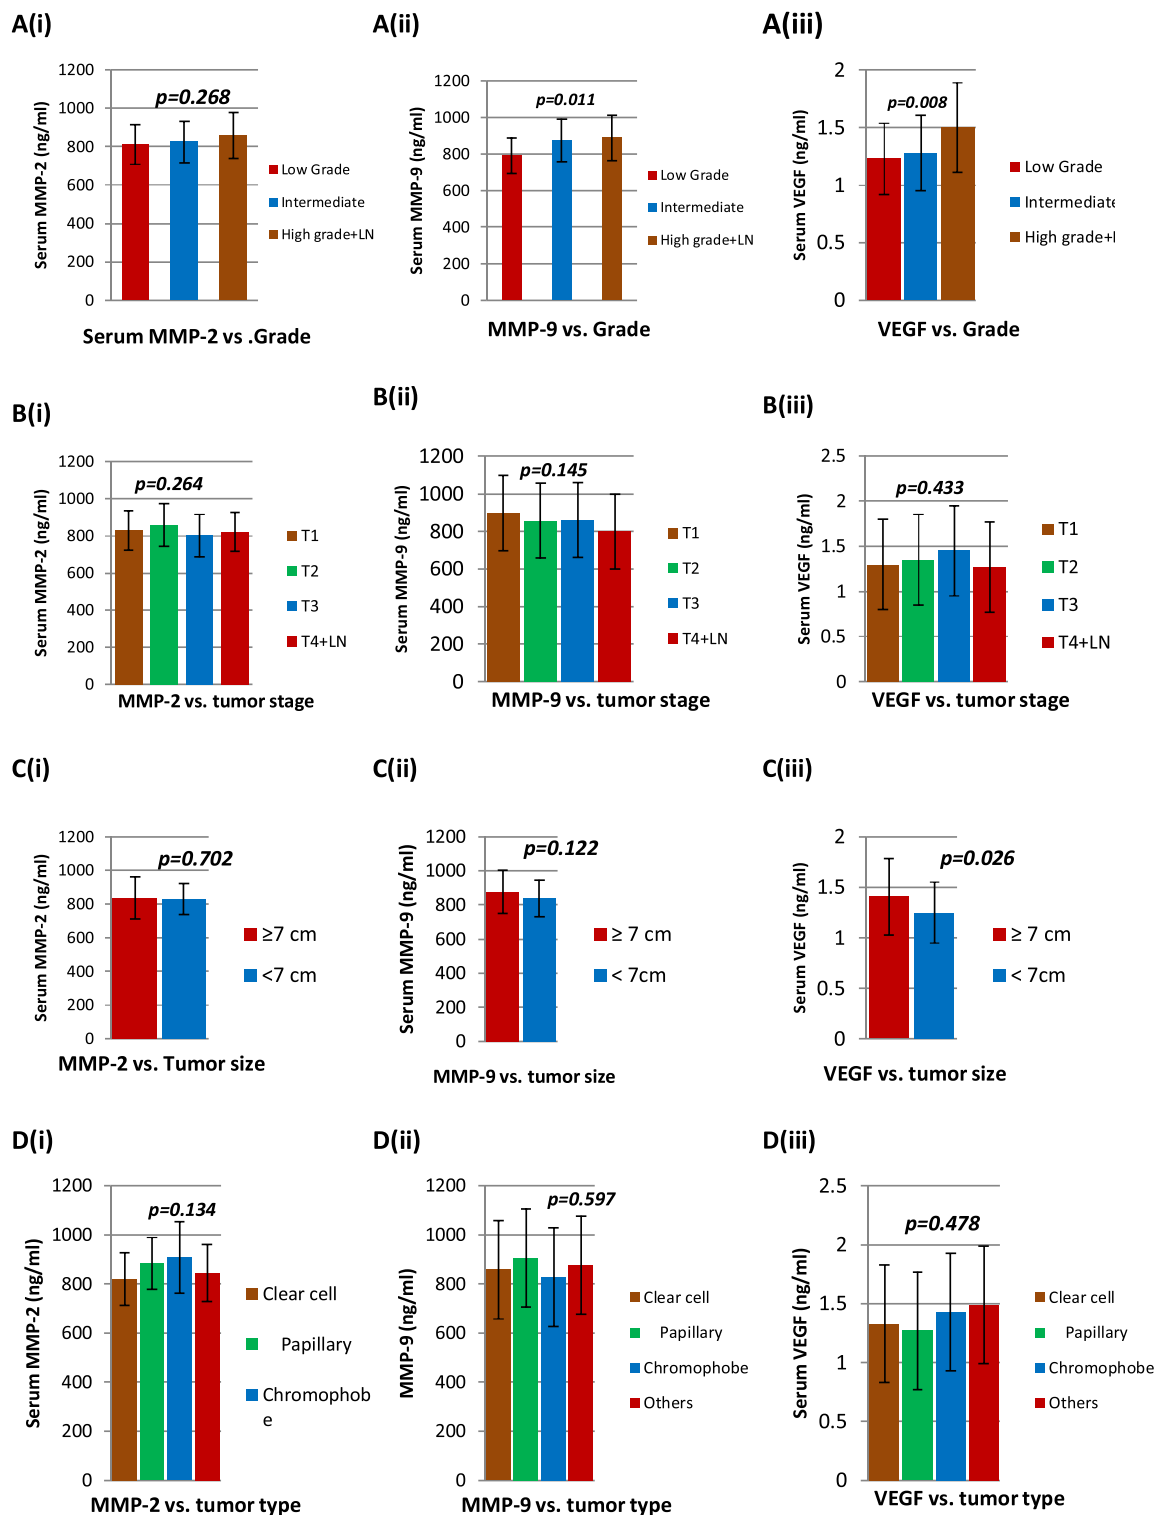 A(i)
A(ii)
A(iii)
1200
1000
800
600
400
200
0
Serum MMP-2 (ng/ml)
p=0.268
Low Grade
Intermediate
High grade+LN
Serum MMP-2 vs .Grade
1200
1000
800
600
400
200
0
Serum MMP-9 (ng/ml)
p=0.011
Low Grade
Intermediate
High grade+LN
MMP-9 vs. Grade
2
1.5
1
0.5
0
Serum VEGF (ng/ml)
p=0.008
Low Grade
Intermediate
High grade+
VEGF vs. Grade
B(i)
B(ii)
B(iii)
1200
1000
800
600
400
200
0
Serum MMP-2 (ng/ml)
p=0.264
T1
T2
T3
T4+LN
MMP-2 vs. tumor stage
1200
1000
800
600
400
200
0
Serum MMP-9 (ng/ml)
p=0.145
T1
T2
T3
T4+LN
MMP-9 vs. tumor stage
2.5
2
1.5
1
0.5
0
Serum VEGF (ng/ml)
p=0.433
T1
T2
T3
T4+LN
VEGF vs. tumor stage
C(i)
C(ii)
C(iii)
1200
1000
800
600
400
200
0
Serum MMP-2 (ng/ml)
p=0.702
≥7 cm
<7 cm
MMP-2 vs. Tumor size
1200
1000
800
600
400
200
0
Serum MMP-9 (ng/ml)
p=0.122
≥ 7 cm
< 7cm
MMP-9 vs. tumor size
2
1.5
1
0.5
0
Serum VEGF (ng/ml)
p=0.026
≥ 7 cm
< 7cm
VEGF vs. tumor size
D(i)
D(ii)
D(iii)
1200
1000
800
600
400
200
0
Serum MMP-2 (ng/ml)
p=0.134
Clear cell
Papillary
Chromophob
e
MMP-2 vs. tumor type
1200
1000
800
600
400
200
0
MMP-9 (ng/ml)
p=0.597
Clear cell
Papillary
Chromophobe
Others
MMP-9 vs. tumor type
2.5
2
1.5
1
0.5
0
Serum VEGF (ng/ml)
p=0.478
Clear cell
Papillary
Chromophobe
Others
VEGF vs. tumor type